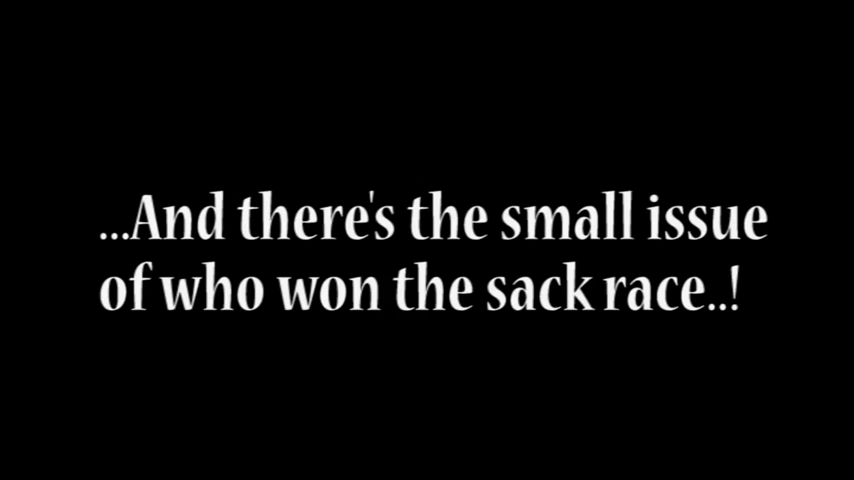 ...And there's the small issue
of who won the sack race..!